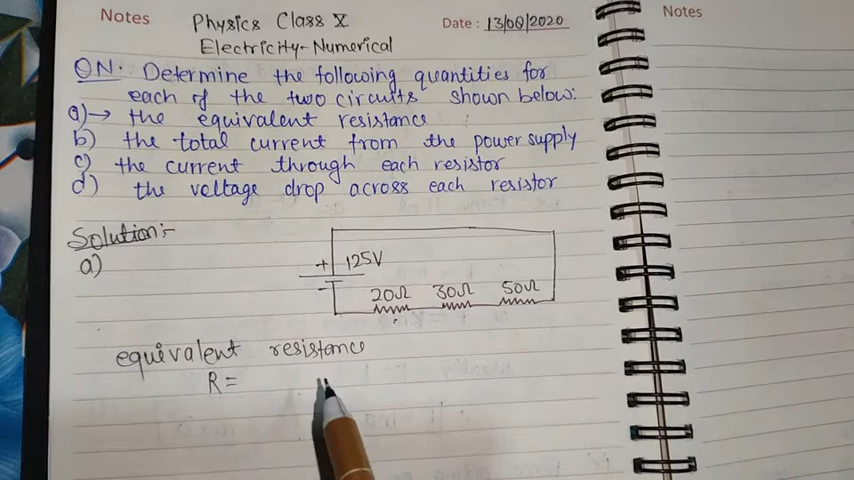 Notes
Physics Class X
Date: 13/08/2020
Electricity-Numerical
QN. Determine the following quantities for
each of the two circuits shown below:
a)→ the equivalent resistance
b) the total current from the power supply
c) the current through each resistor
d) the voltage drop across each resistor
Solution:-
a)
+ 125V
-
20Ω 30Ω 50Ω
equivalent resistance
R=
Notes